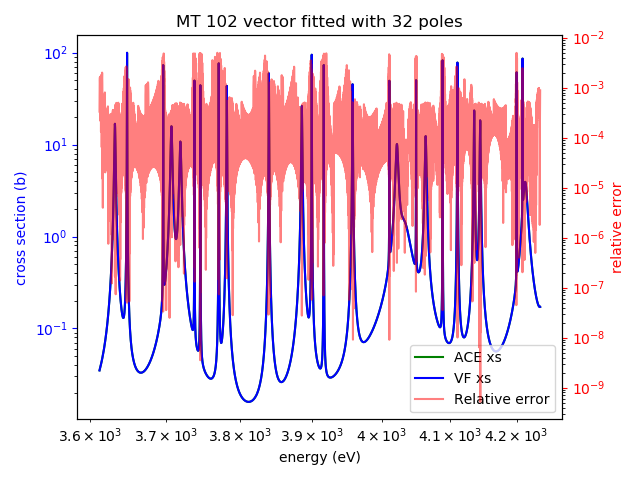 MT 102 vector fitted with 32 poles
cross section (b)
10²
10¹
10⁰
10⁻¹
10⁻²
10⁻³
10⁻⁴
10⁻⁵
10⁻⁶
10⁻⁷
10⁻⁸
10⁻⁹
relative error
ACE xs
VF xs
Relative error
3.6 × 10³ 3.7 × 10³ 3.8 × 10³ 3.9 × 10³ 4 × 10³ 4.1 × 10³ 4.2 × 10³
energy (eV)